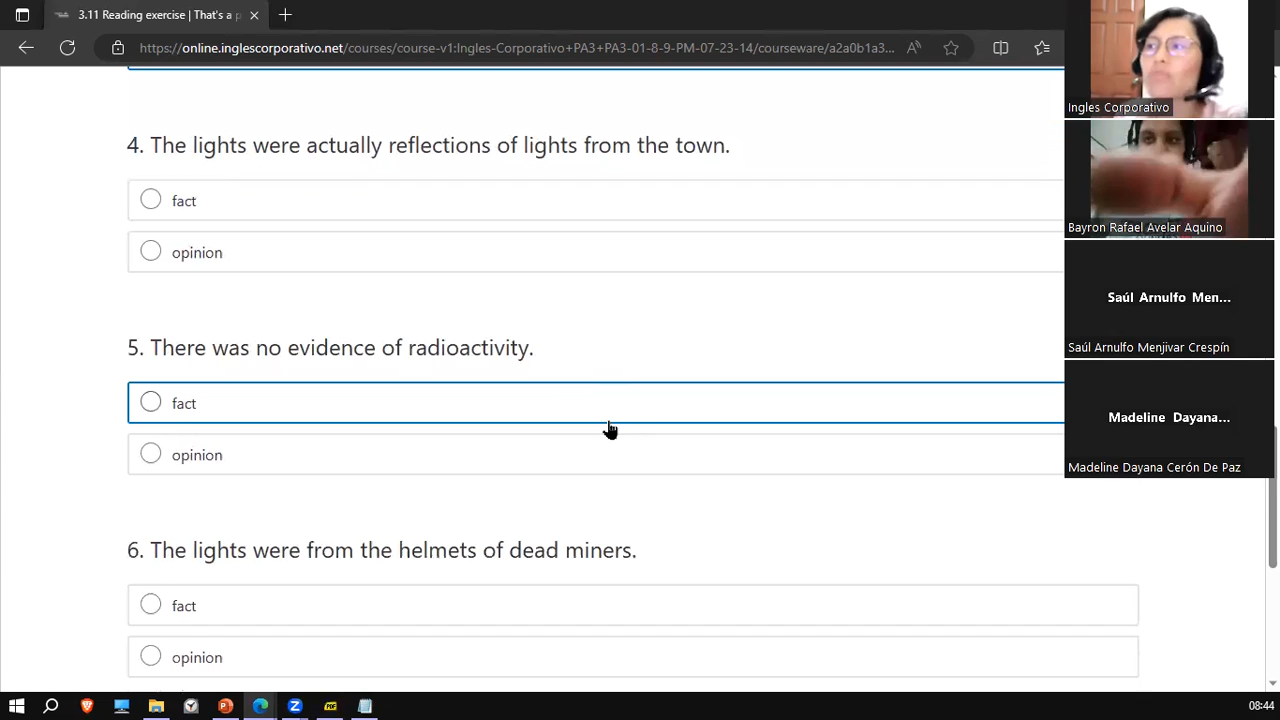 3.11 Reading exercise | That's a p
https://online.inglescorporativo.net/courses/course-v1:Ingles-Corporativo+PA3+PA3-01-8-9-PM-07-23-14/courseware/a2a0b1a3...
Ingles Corporativo
4. The lights were actually reflections of lights from the town.
fact
Bayron Rafael Avelar Aquino
opinion
Saúl Arnulfo Men...
Saúl Arnulfo Menjivar Crespín
5. There was no evidence of radioactivity.
fact
Madeline Dayana...
opinion
Madeline Dayana Cerón De Paz
6. The lights were from the helmets of dead miners.
fact
opinion
08:44